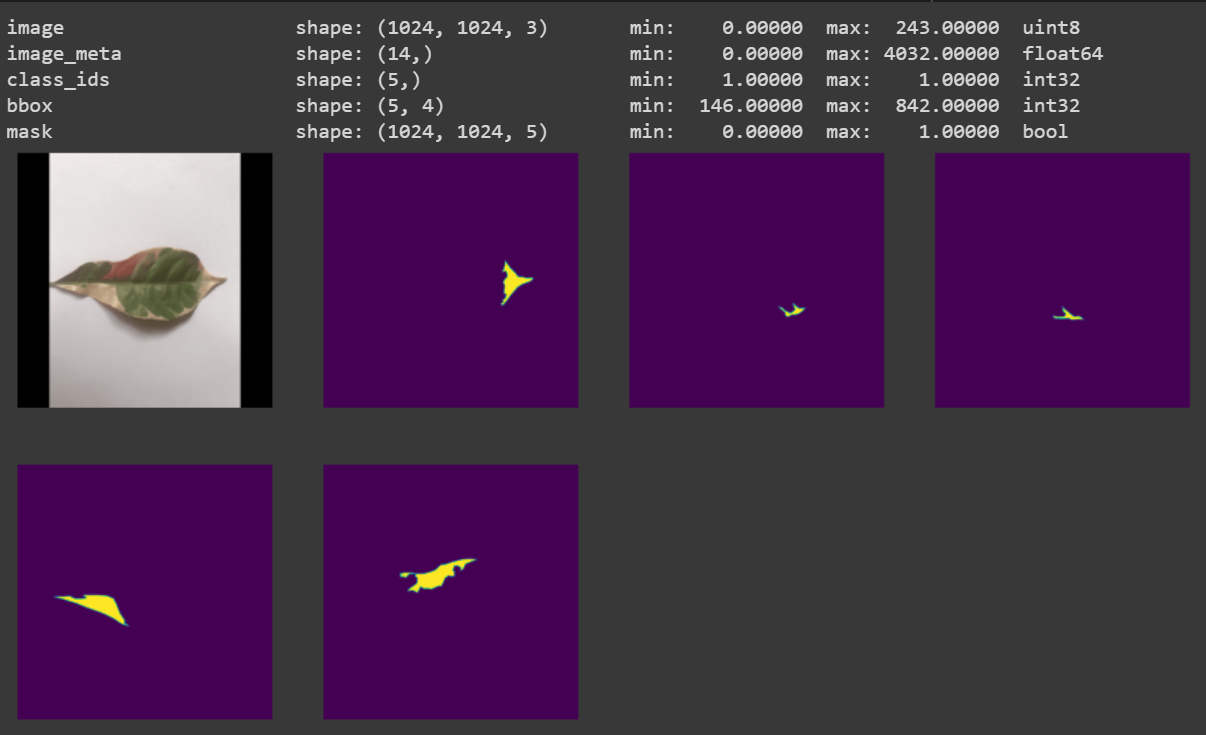 image shape: (1024, 1024, 3) min: 0.00000 max: 243.00000 uint8
image_meta shape: (14,) min: 0.00000 max: 4032.00000 float64
class_ids shape: (5,) min: 1.00000 max: 1.00000 int32
bbox shape: (5, 4) min: 146.00000 max: 842.00000 int32
mask shape: (1024, 1024, 5) min: 0.00000 max: 1.00000 bool